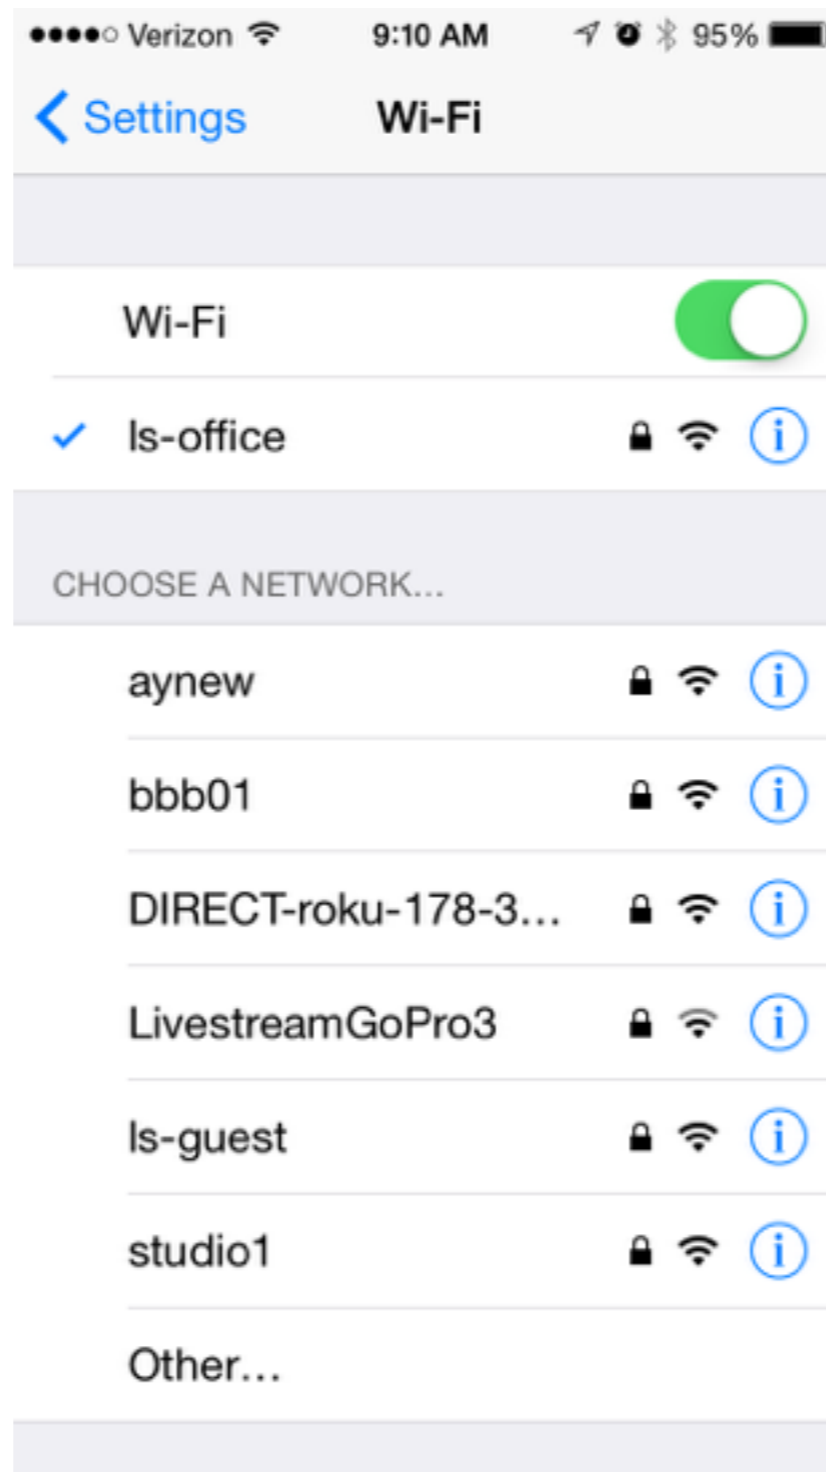 Verizon 9:10 AM 95%
Settings Wi-Fi
Wi-Fi
ls-office
CHOOSE A NETWORK...
aynew
bbb01
DIRECT-roku-178-3...
LivestreamGoPro3
ls-guest
studio1
Other...